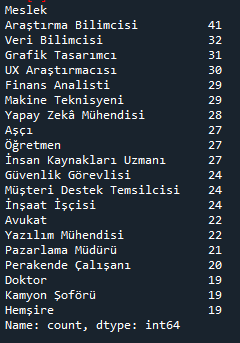 Meslek
Araştırma Bilimcisi 41
Veri Bilimcisi 32
Grafik Tasarımcı 31
UX Araştırmacısı 30
Finans Analisti 29
Makine Teknisyeni 29
Yapay Zekâ Mühendisi 28
Aşçı 27
Öğretmen 27
İnsan Kaynakları Uzmanı 27
Güvenlik Görevlisi 24
Müşteri Destek Temsilcisi 24
İnşaat İşçisi 24
Avukat 22
Yazılım Mühendisi 22
Pazarlama Müdürü 21
Perakende Çalışanı 20
Doktor 19
Kamyon Şoförü 19
Hemşire 19
Name: count, dtype: int64